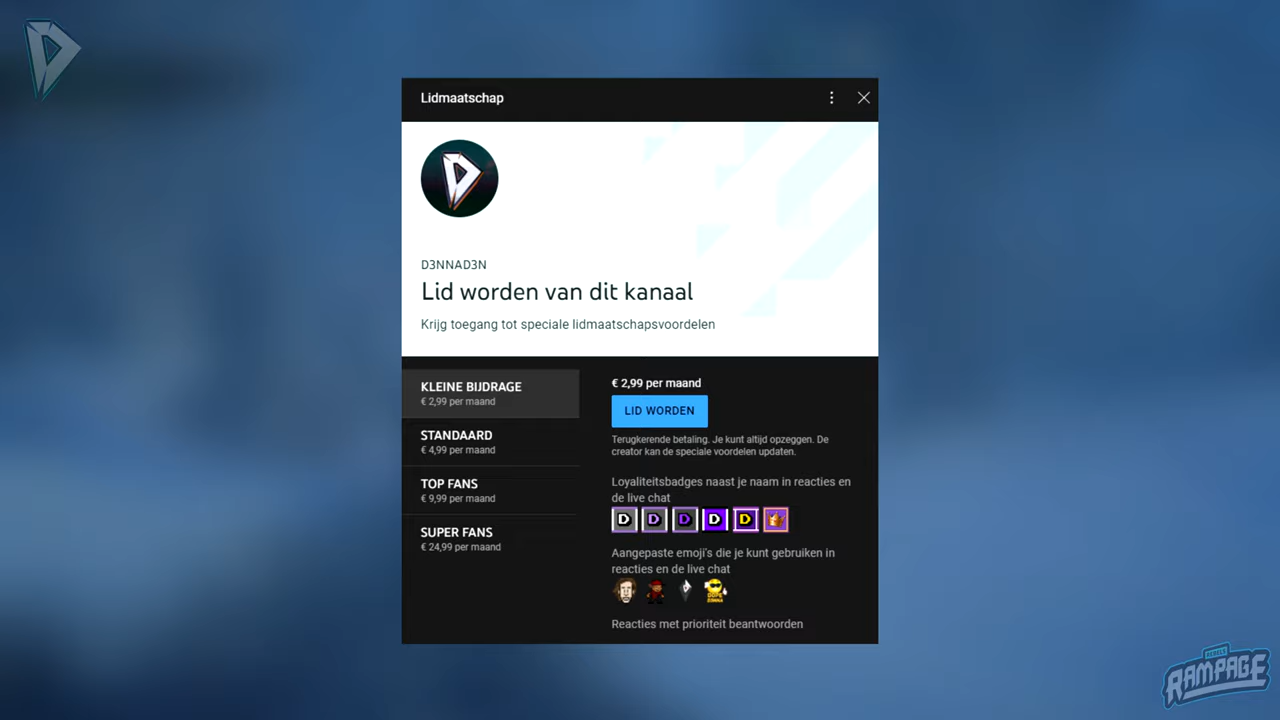 Lidmaatschap
D3NNAD3N
Lid worden van dit kanaal
Krijg toegang tot speciale lidmaatschapsvoordelen
KLEINE BIJDRAGE
€ 2,99 per maand
STANDAARD
€ 4,99 per maand
TOP FANS
€ 9,99 per maand
SUPER FANS
€ 24,99 per maand
€ 2,99 per maand
LID WORDEN
Terugkerende betaling. Je kunt altijd opzeggen. De
creator kan de speciale voordelen updaten.
Loyaliteitsbadges naast je naam in reacties en
de live chat
D D D D D
Aangepaste emoji's die je kunt gebruiken in
reacties en de live chat
Reacties met prioriteit beantwoorden
REBELS
RAMPAGE